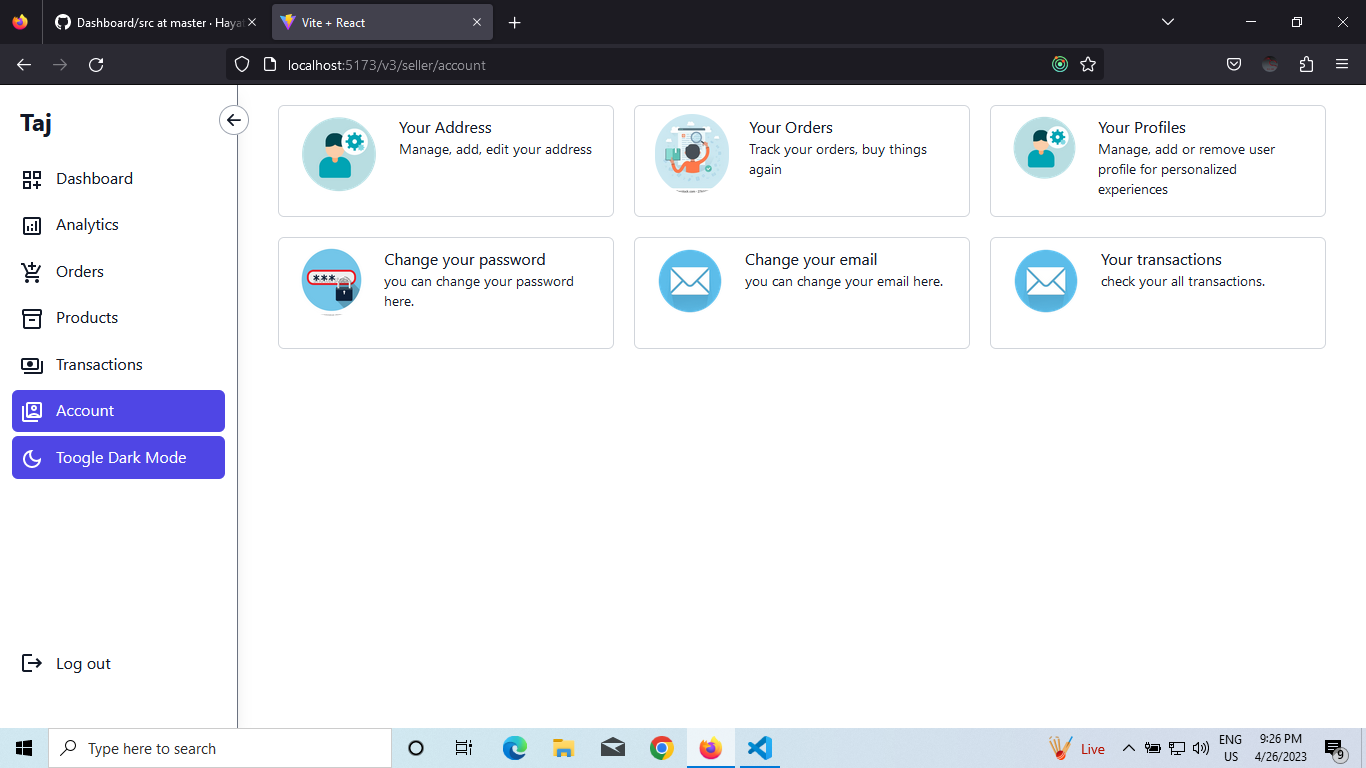 Dashboard/src at master · Haya
Vite + React
localhost:5173/v3/seller/account
Taj
Dashboard
Analytics
Orders
Products
Transactions
Account
Toogle Dark Mode
Log out
Your Address
Manage, add, edit your address
Your Orders
Track your orders, buy things
again
Your Profiles
Manage, add or remove user
profile for personalized
experiences
***
Change your password
you can change your password
here.
Change your email
you can change your email here.
Your transactions
check your all transactions.
Type here to search
Live
ENG
US
9:26 PM
4/26/2023
9